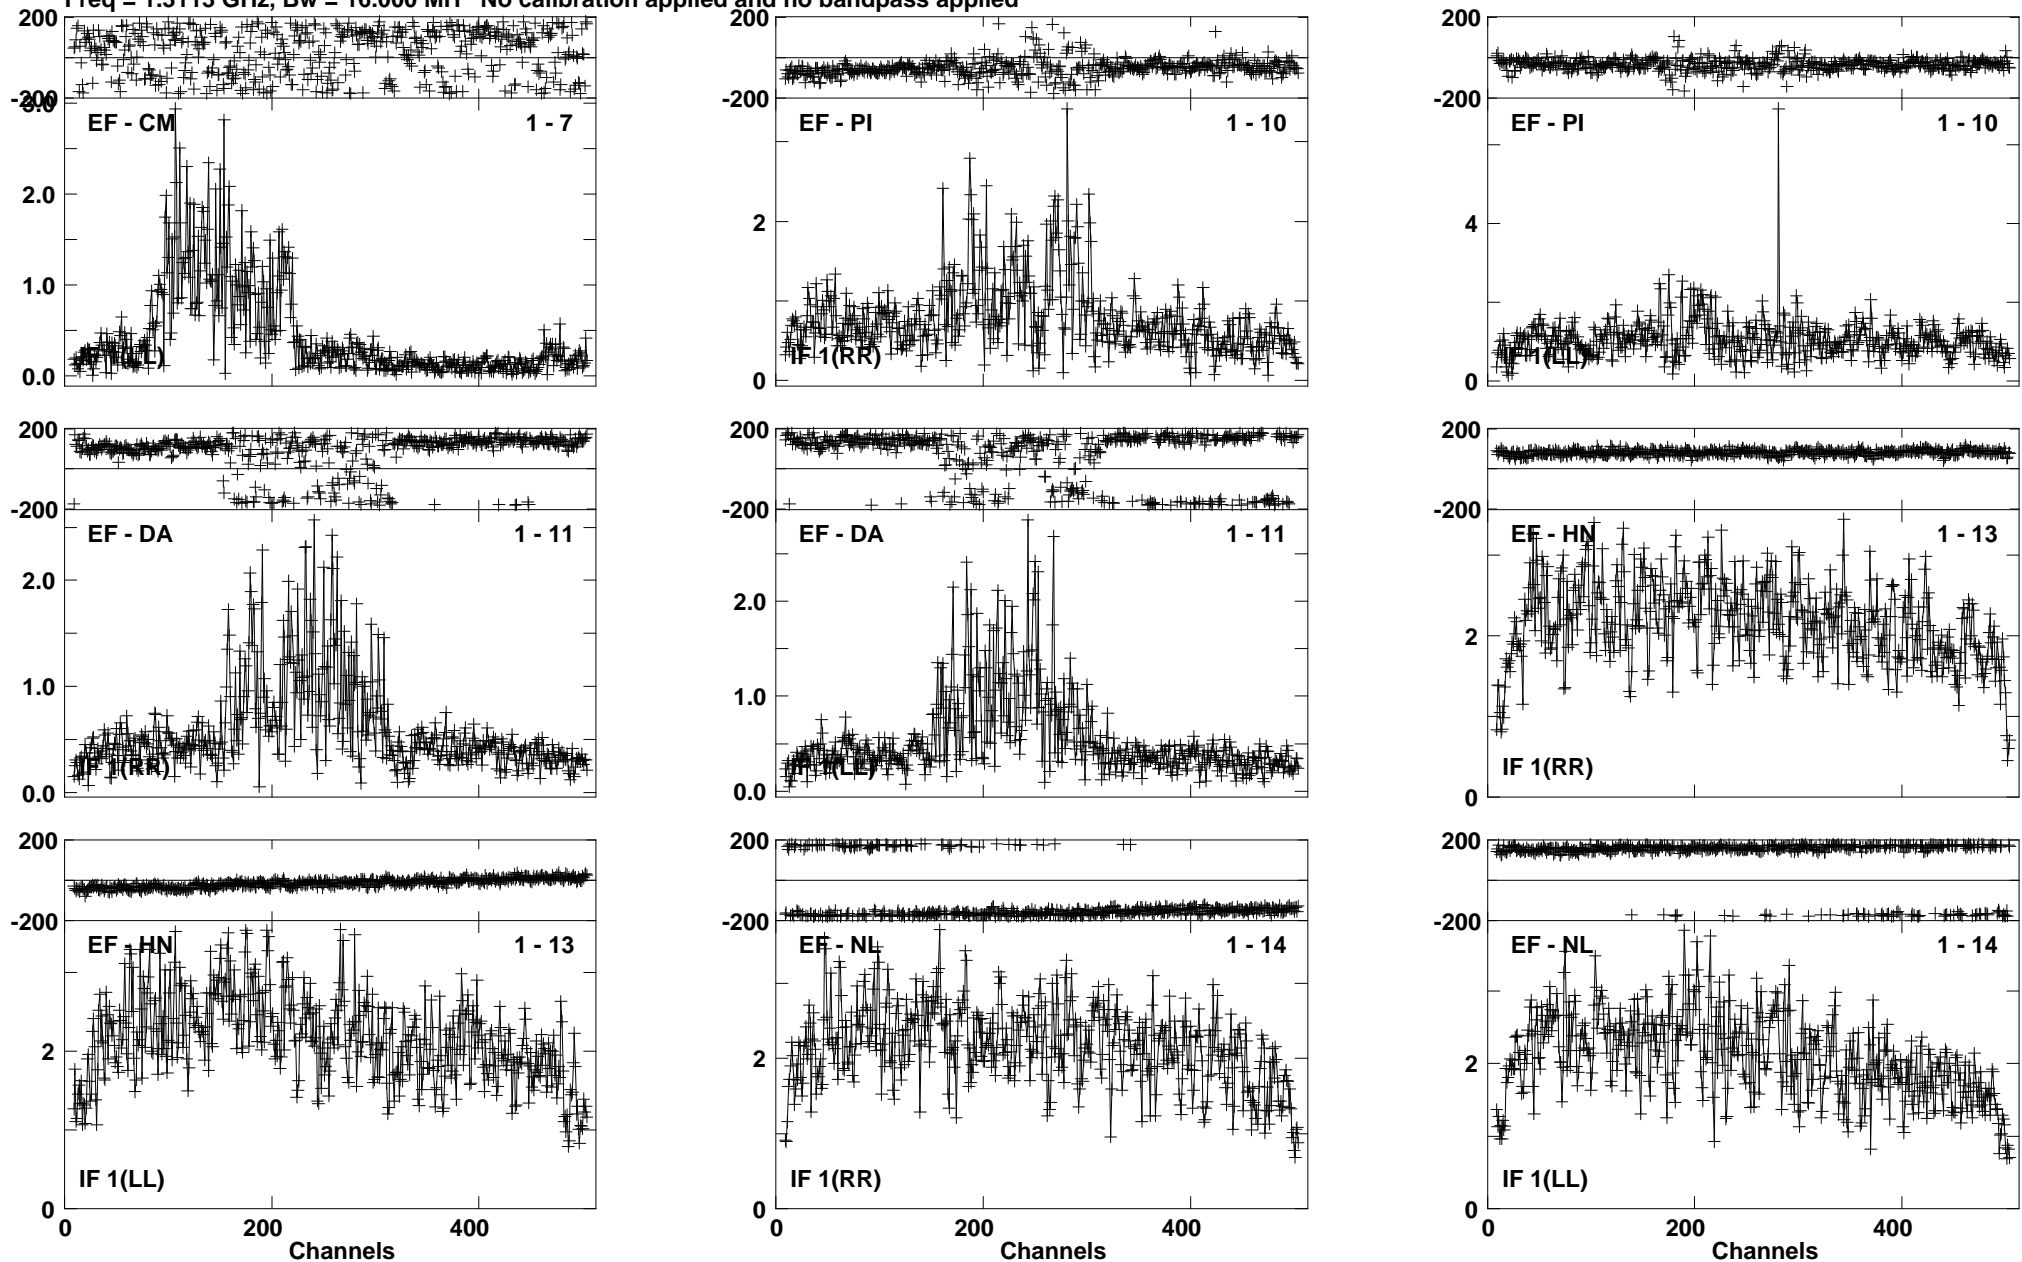 Freq = 1.3113 GHz, Bw = 16.000 MH No calibration applied and no bandpass applied
200
-200
3.0
2.0
1.0
0.0
EF - CM 1 - 7
IF 1(LL)
200
-200
2
0
EF - PI 1 - 10
IF 1(RR)
200
-200
4
0
EF - PI 1 - 10
IF 1(LL)
200
-200
2.0
1.0
0.0
EF - DA 1 - 11
IF 1(RR)
200
-200
2.0
1.0
0.0
EF - DA 1 - 11
IF 1(LL)
200
-200
2
0
EF - HN 1 - 13
IF 1(RR)
200
-200
2
0
EF - HN 1 - 13
IF 1(LL)
0 200 400
Channels
200
-200
2
0
EF - NL 1 - 14
IF 1(RR)
0 200 400
Channels
200
-200
2
0
EF - NL 1 - 14
IF 1(LL)
0 200 400
Channels